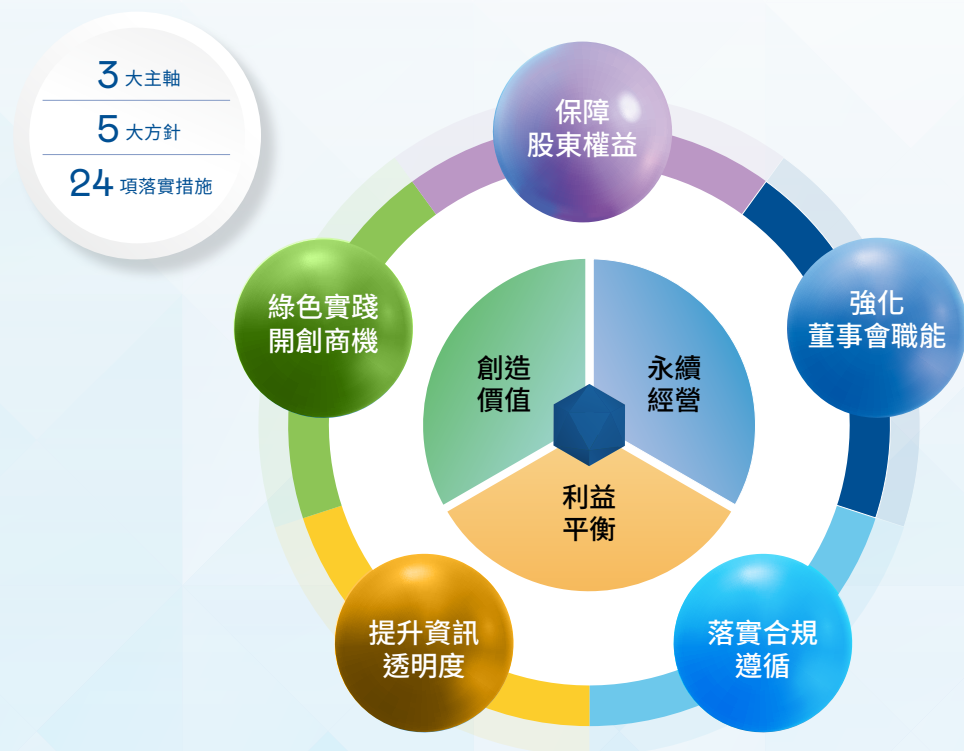 3 大主軸
5 大方針
24 項落實措施
保障
股東權益
強化
董事會職能
落實合規
遵循
提升資訊
透明度
綠色實踐
開創商機
創造
價值
永續
經營
利益
平衡